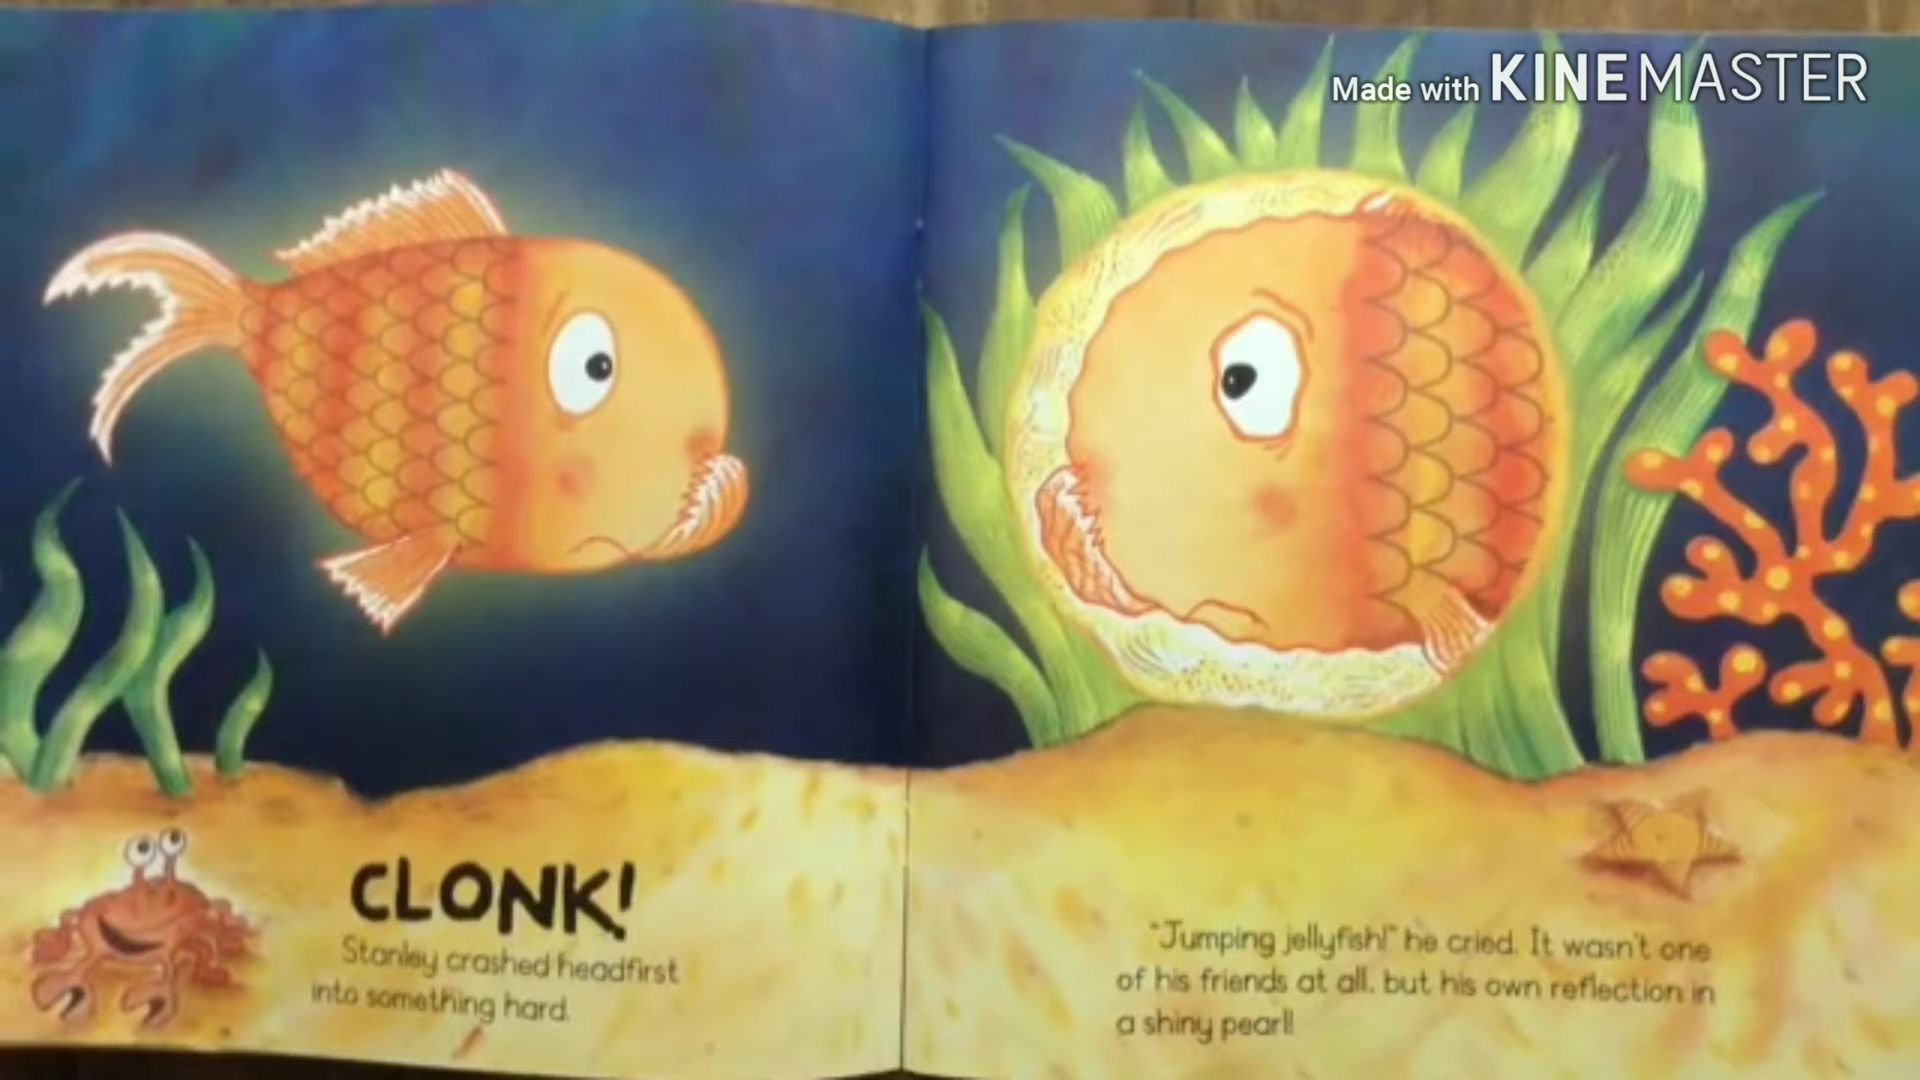 Made with KINEMASTER
CLONK!
Stanley crashed headfirst
into something hard.
"Jumping jellyfish!" he cried. It wasn't one
of his friends at all, but his own reflection in
a shiny pearl!